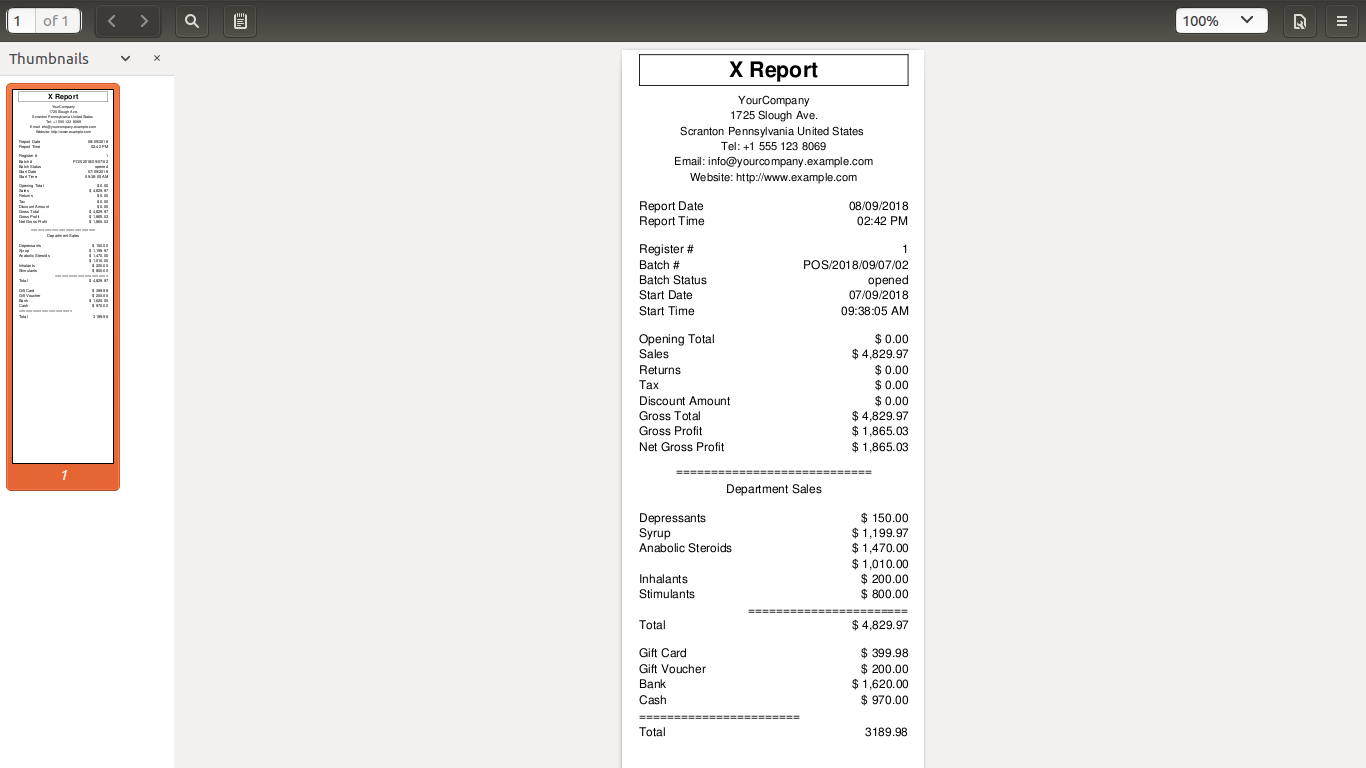 1 of 1
100%
Thumbnails
X Report
YourCompany
1725 Slough Ave.
Scranton Pennsylvania United States
Tel: +1 555 123 8069
Email: info@yourcompany.example.com
Website: http://www.example.com
Report Date 08/09/2018
Report Time 02:42 PM
Register # 1
Batch # POS/2018/09/07/02
Batch Status opened
Start Date 07/09/2018
Start Time 09:38:05 AM
Opening Total $ 0.00
Sales $ 4,829.97
Returns $ 0.00
Tax $ 0.00
Discount Amount $ 0.00
Gross Total $ 4,829.97
Gross Profit $ 1,865.03
Net Gross Profit $ 1,865.03
============================
Department Sales
Depressants $ 150.00
Syrup $ 1,199.97
Anabolic Steroids $ 1,470.00
$ 1,010.00
Inhalants $ 200.00
Stimulants $ 800.00
=======================
Total $ 4,829.97
Gift Card $ 399.98
Gift Voucher $ 200.00
Bank $ 1,620.00
Cash $ 970.00
=======================
Total 3189.98
1